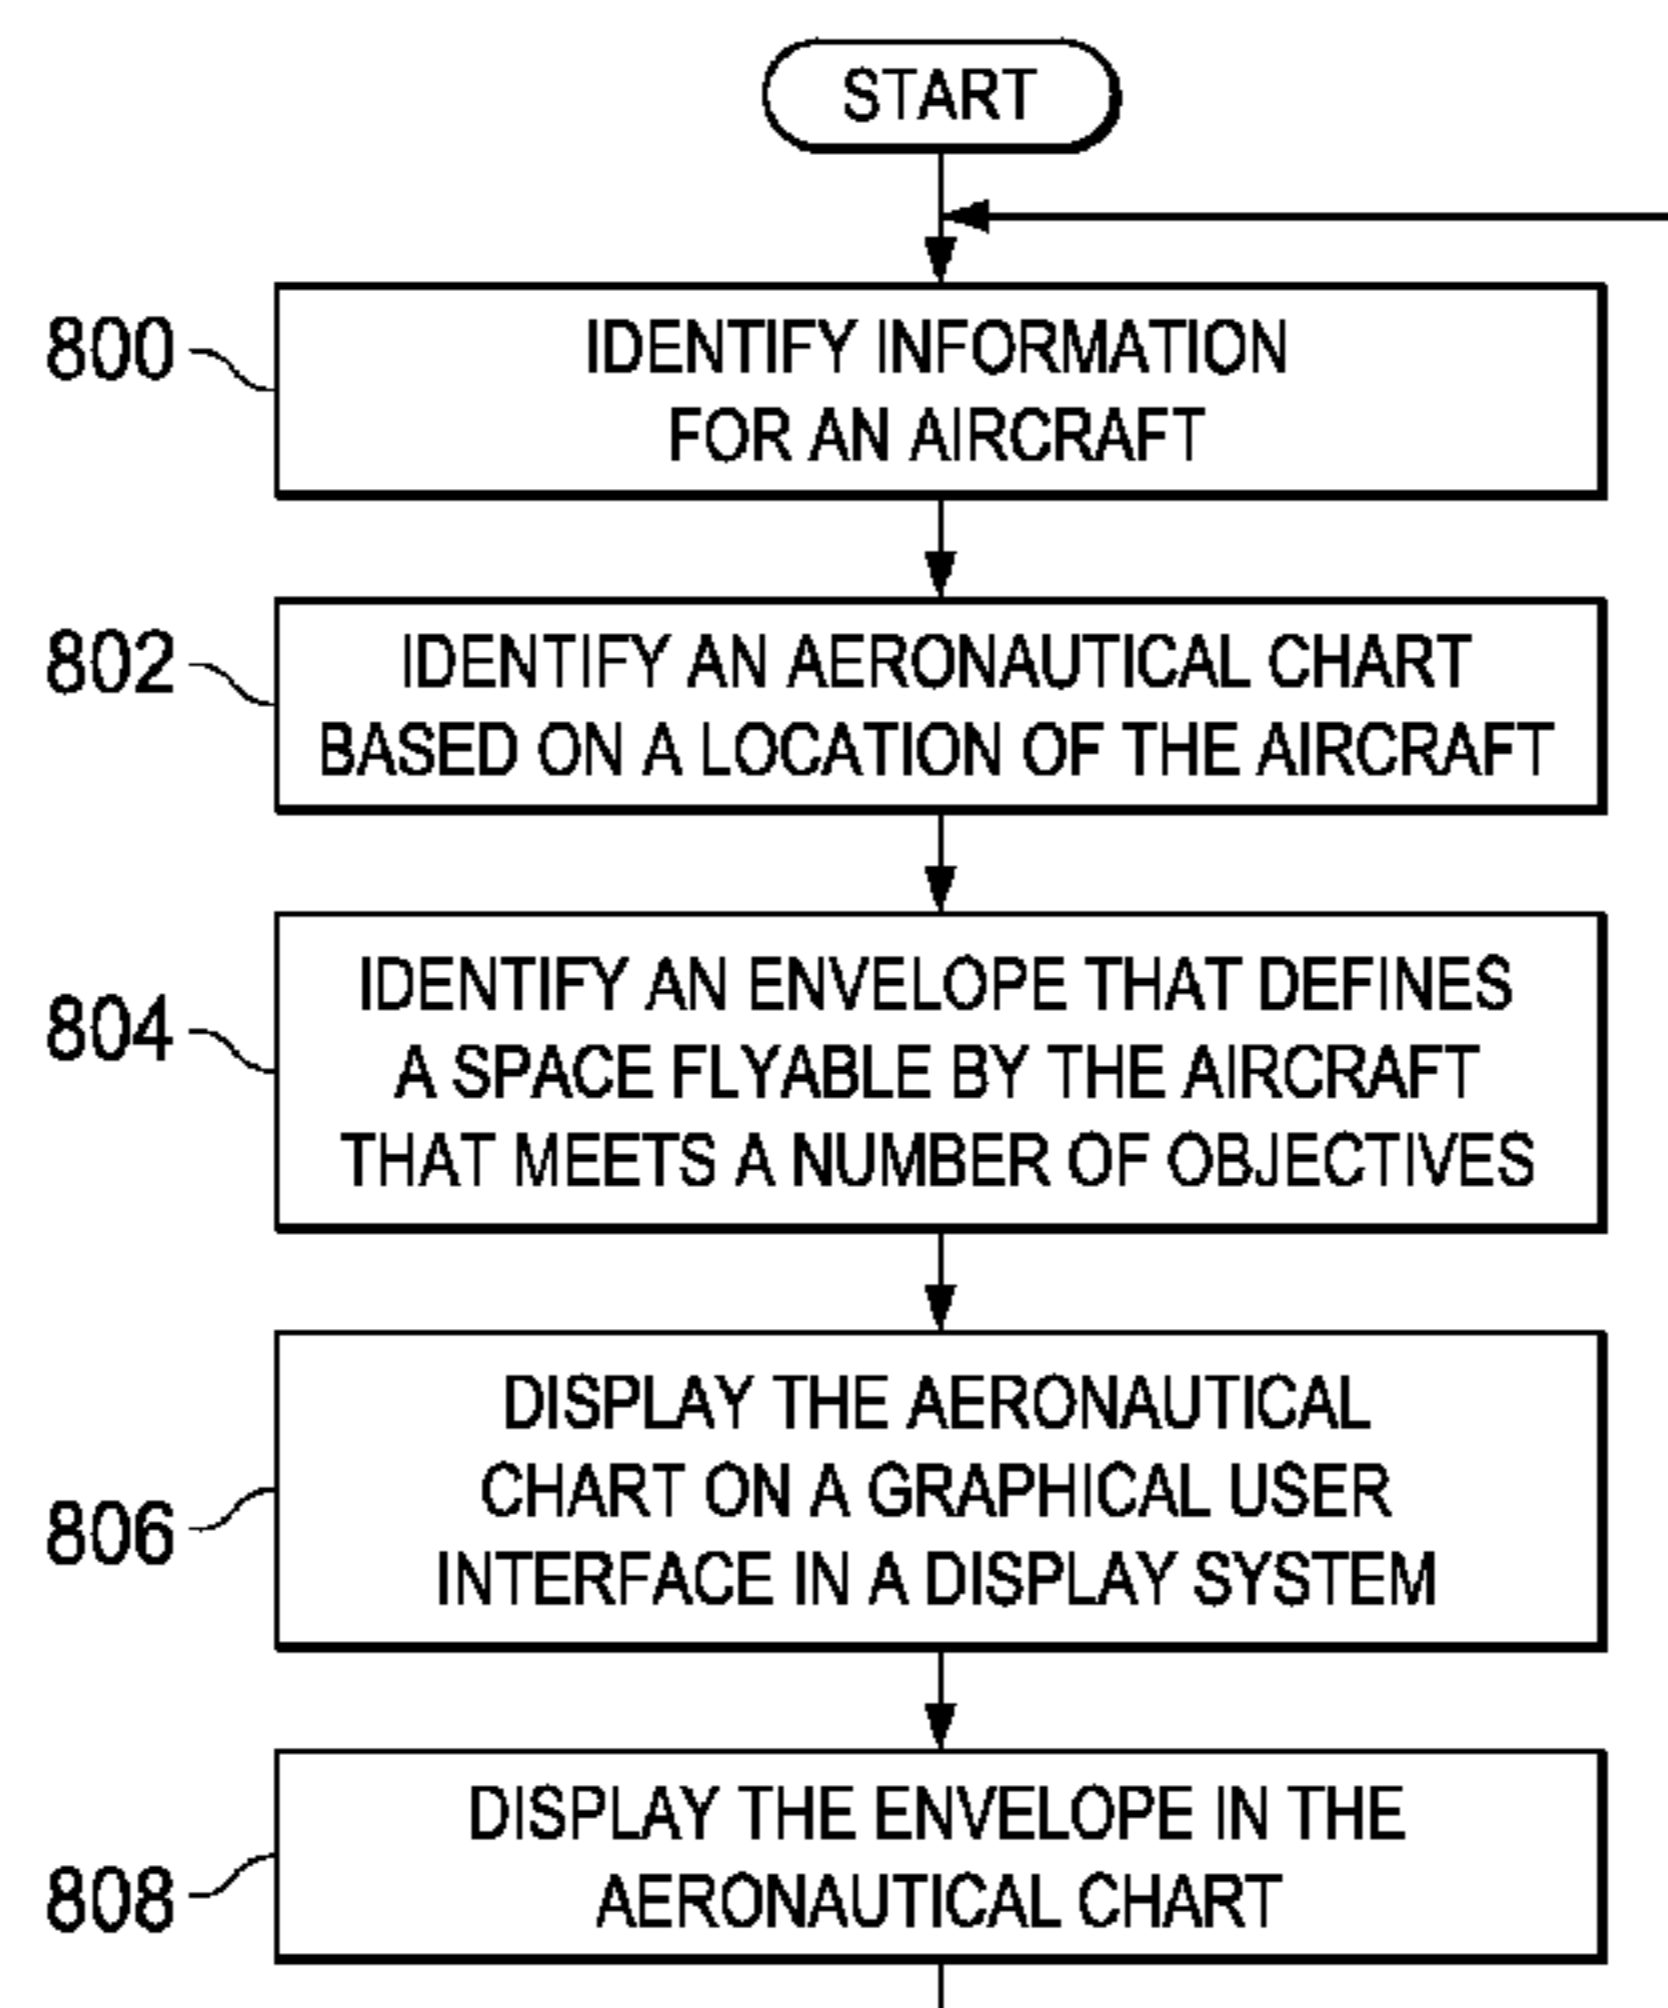 START
800
IDENTIFY INFORMATION
FOR AN AIRCRAFT
802
IDENTIFY AN AERONAUTICAL CHART
BASED ON A LOCATION OF THE AIRCRAFT
804
IDENTIFY AN ENVELOPE THAT DEFINES
A SPACE FLYABLE BY THE AIRCRAFT
THAT MEETS A NUMBER OF OBJECTIVES
806
DISPLAY THE AERONAUTICAL
CHART ON A GRAPHICAL USER
INTERFACE IN A DISPLAY SYSTEM
808
DISPLAY THE ENVELOPE IN THE
AERONAUTICAL CHART